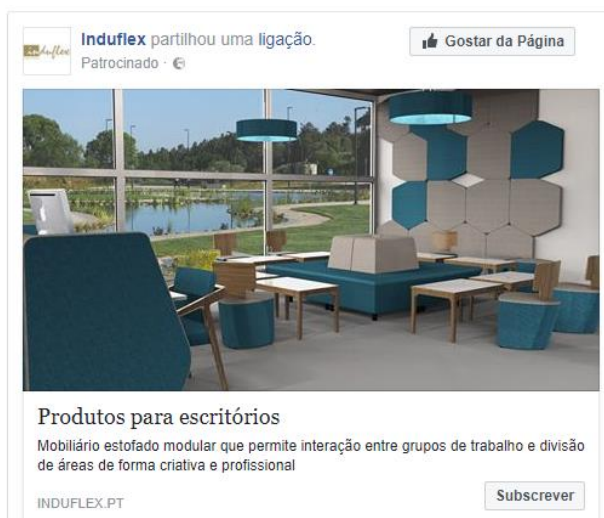 induflex
Induflex partilhou uma ligação.
Gostar da Página
Patrocinado ·
Produtos para escritórios
Mobiliário estofado modular que permite interação entre grupos de trabalho e divisão
de áreas de forma criativa e profissional
INDUFLEX.PT
Subscrever